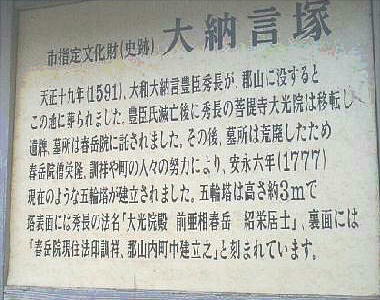 市指定文化財(史跡) 大納言塚
天正十九年(1591)、大和大納言豊臣秀長が、郡山に没すると
この地に葬られました。豊臣氏滅亡後に秀長の菩提寺大光院は移転し
遺牌、墓所は春岳院に託されました。その後、墓所は荒廃したため
春岳院僧栄隆、訓祥や町の人々の努力により、安永六年(1777)
現在のような五輪塔が建立されました。五輪塔は高さ約3mで
塔表面には秀長の法名「大光院殿 前亜相春岳 紹栄居士」、裏面には
「春岳院現住法印訓祥、郡山内町中建立之」と刻まれています。